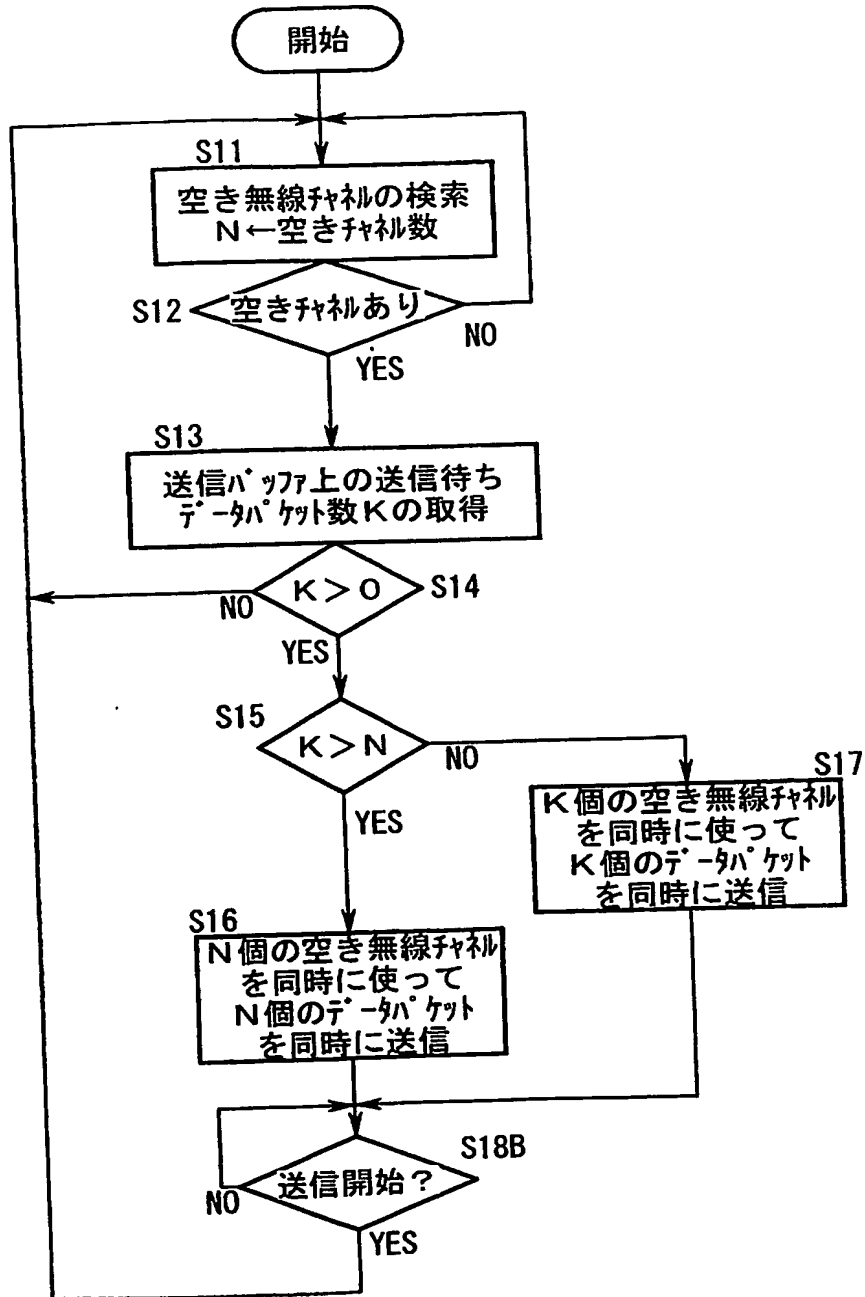 開始
S11
空き無線チャネルの検索
N←空きチャネル数
S12
空きチャネルあり
NO
YES
S13
送信バッファ上の送信待ち
データパケット数Kの取得
K>0
S14
NO
YES
S15
K>N
NO
YES
S17
K個の空き無線チャネル
を同時に使って
K個のデータパケット
を同時に送信
S16
N個の空き無線チャネル
を同時に使って
N個のデータパケット
を同時に送信
S18B
送信開始?
NO
YES